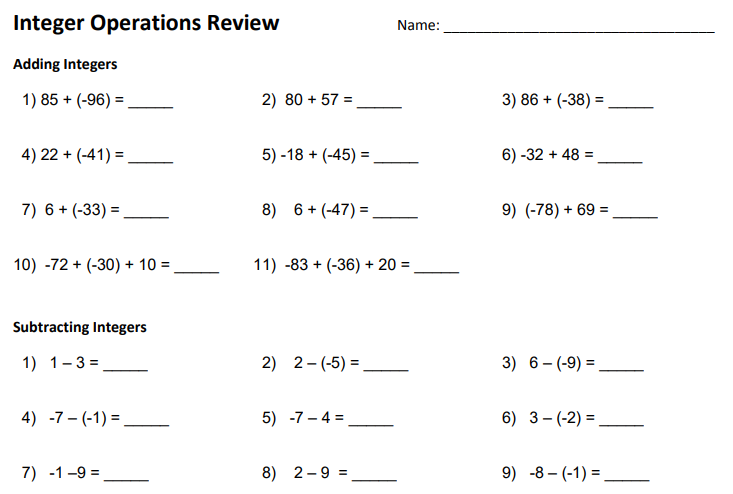 Integer Operations Review Name: __________________________________
Adding Integers
1) 85 + (-96) = _____ 2) 80 + 57 = _____ 3) 86 + (-38) = _____
4) 22 + (-41) = _____ 5) -18 + (-45) = _____ 6) -32 + 48 = _____
7) 6 + (-33) = _____ 8) 6 + (-47) = _____ 9) (-78) + 69 = _____
10) -72 + (-30) + 10 = _____ 11) -83 + (-36) + 20 = _____
Subtracting Integers
1) 1 – 3 = _____ 2) 2 – (-5) = _____ 3) 6 – (-9) = _____
4) -7 – (-1) = _____ 5) -7 – 4 = _____ 6) 3 – (-2) = _____
7) -1 –9 = _____ 8) 2 – 9 = _____ 9) -8 – (-1) = _____